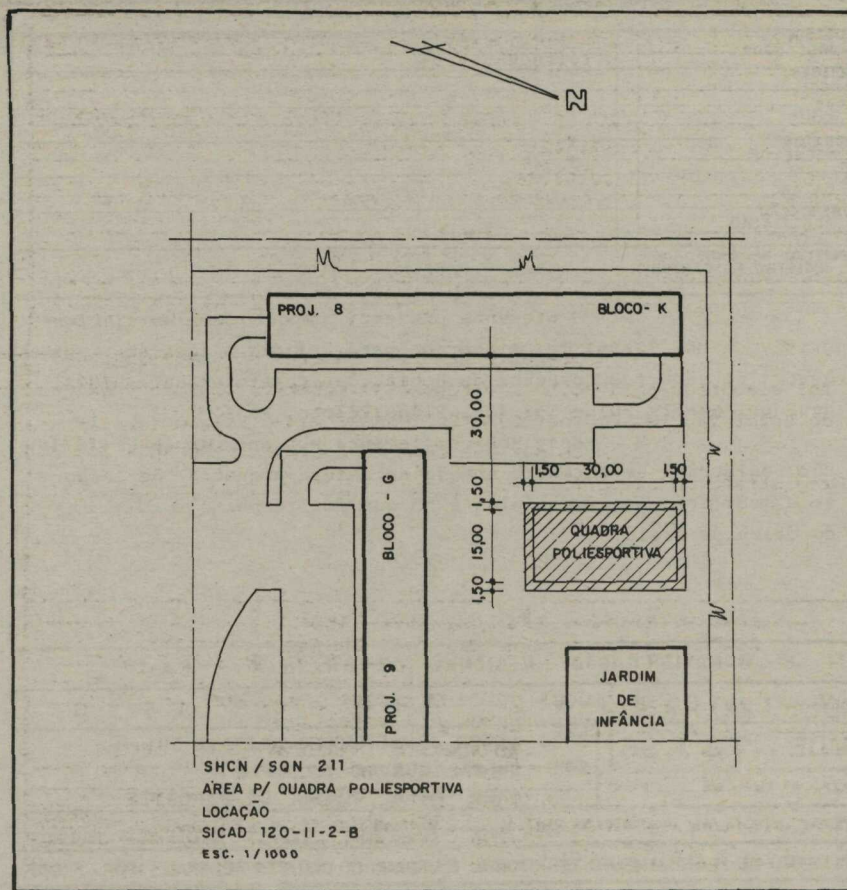 N
PROJ. 8
BLOCO-K
30,00
1,50 30,00 1,50
1,50
15,00
1,50
QUADRA
POLIESPORTIVA
BLOCO - G
PROJ. 9
JARDIM
DE
INFÂNCIA
SHCN / SQN 211
ÁREA P/ QUADRA POLIESPORTIVA
LOCAÇÃO
SICAD 120-11-2-B
ESC. 1/1000